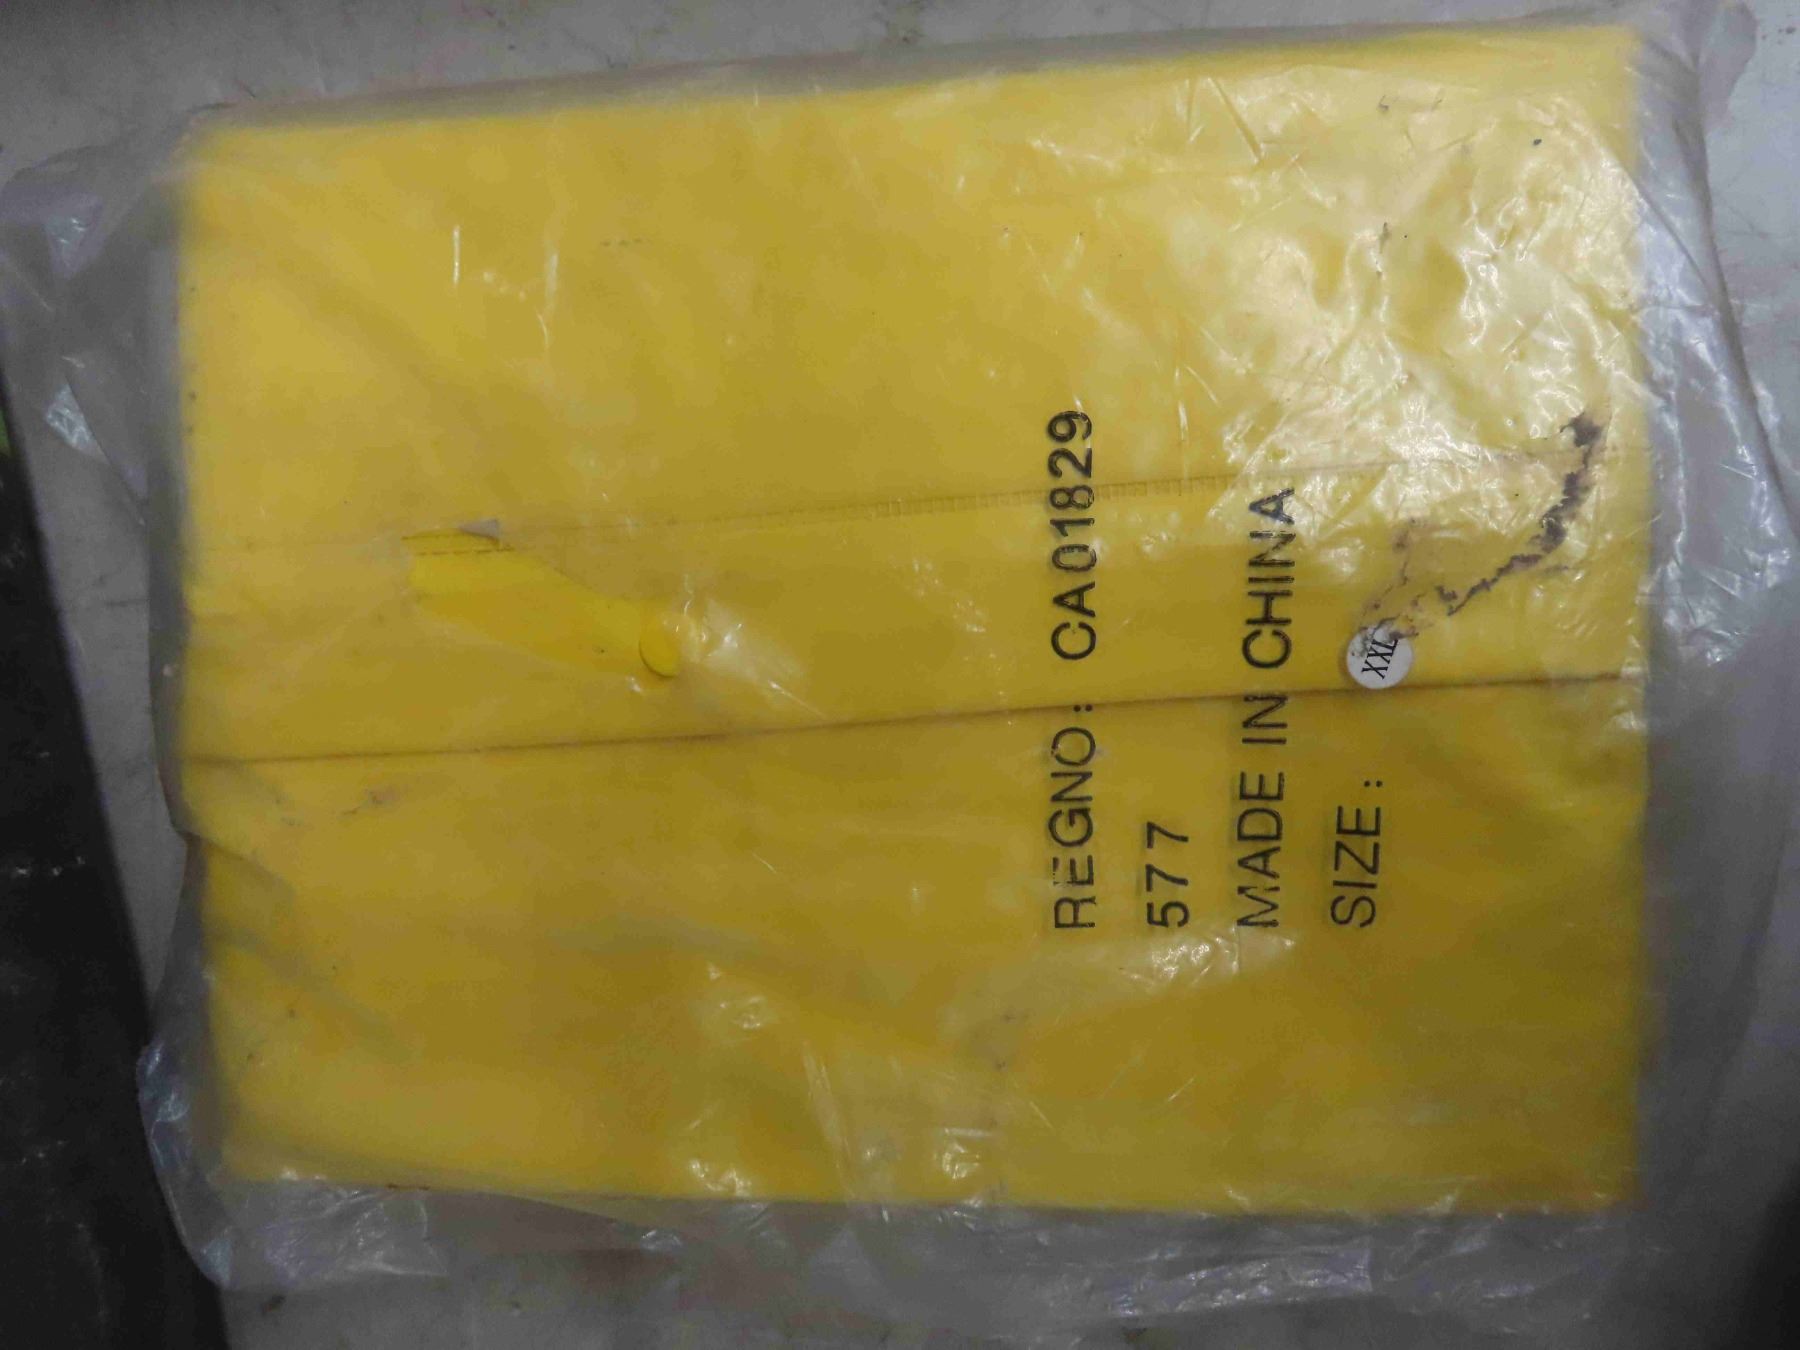 REGNO: CA01829
577
MADE IN CHINA
SIZE: XXL